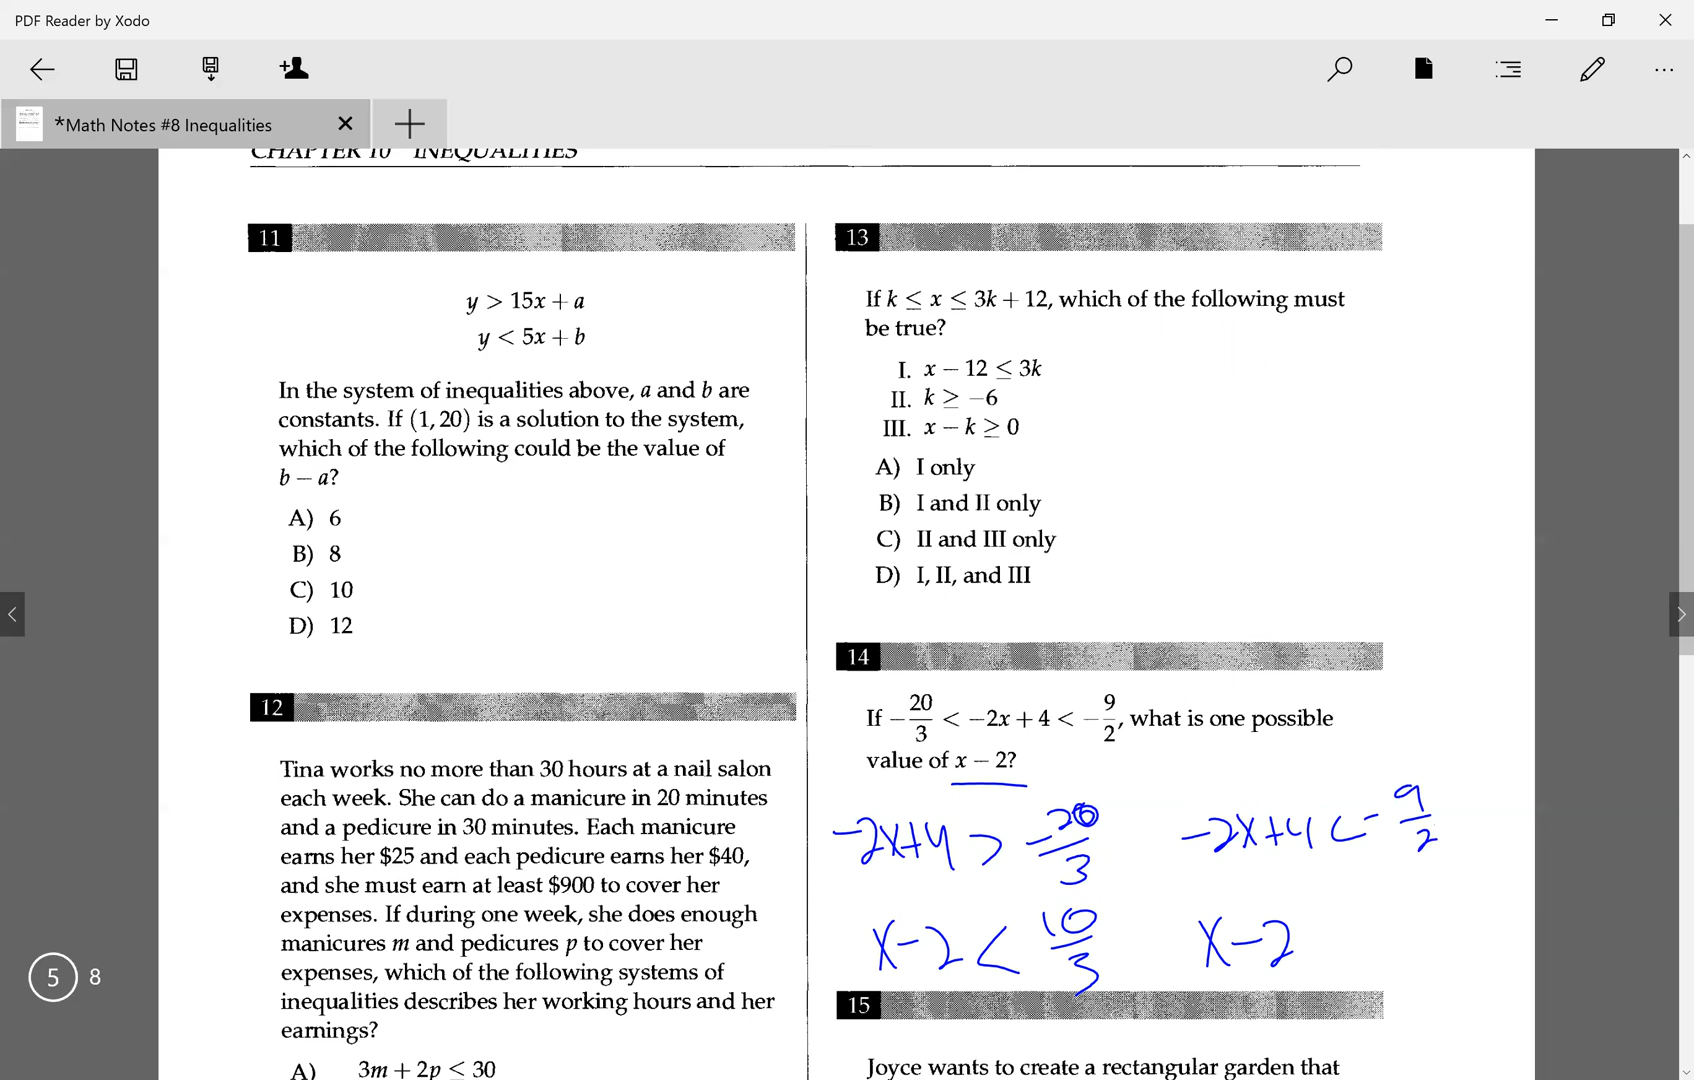 PDF Reader by Xodo
*Math Notes #8 Inequalities
CHAPTER 10 INEQUALITIES
11
y > 15x + a
y < 5x + b
In the system of inequalities above, a and b are
constants. If (1, 20) is a solution to the system,
which of the following could be the value of
b − a?
A) 6
B) 8
C) 10
D) 12
12
Tina works no more than 30 hours at a nail salon
each week. She can do a manicure in 20 minutes
and a pedicure in 30 minutes. Each manicure
earns her $25 and each pedicure earns her $40,
and she must earn at least $900 to cover her
expenses. If during one week, she does enough
manicures m and pedicures p to cover her
expenses, which of the following systems of
inequalities describes her working hours and her
earnings?
A) 3m + 2p ≤ 30
13
If k ≤ x ≤ 3k + 12, which of the following must
be true?
I. x − 12 ≤ 3k
II. k ≥ −6
III. x − k ≥ 0
A) I only
B) I and II only
C) II and III only
D) I, II, and III
14
If −20/3 < −2x + 4 < −9/2, what is one possible
value of x − 2?
−2x+4 > −20/3 −2x+4 < −9/2
x−2 < 10/3 x−2
15
Joyce wants to create a rectangular garden that
5 8